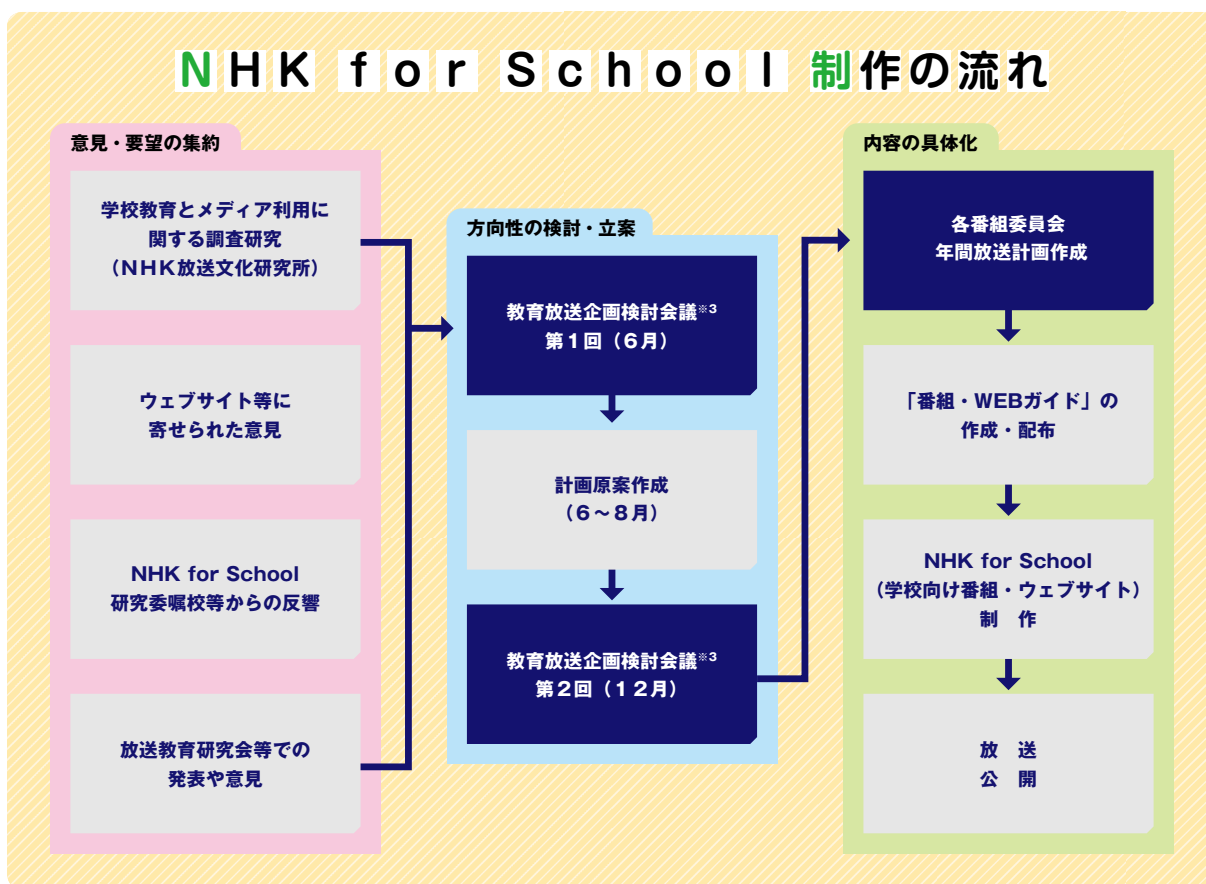 NHK for School 制作の流れ
意見・要望の集約
学校教育とメディア利用に
関する調査研究
（NHK放送文化研究所）
ウェブサイト等に
寄せられた意見
NHK for School
研究委嘱校等からの反響
放送教育研究会等での
発表や意見
方向性の検討・立案
教育放送企画検討会議※3
第1回（6月）
計画原案作成
（6～8月）
教育放送企画検討会議※3
第2回（12月）
内容の具体化
各番組委員会
年間放送計画作成
「番組・WEBガイド」の
作成・配布
NHK for School
（学校向け番組・ウェブサイト）
制　作
放　送
公　開